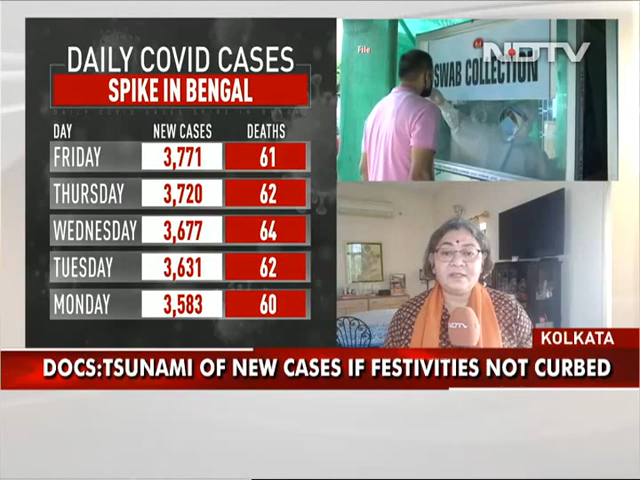 DAILY COVID CASES
SPIKE IN BENGAL
DAY NEW CASES DEATHS
FRIDAY 3,771 61
THURSDAY 3,720 62
WEDNESDAY 3,677 64
TUESDAY 3,631 62
MONDAY 3,583 60
File
NDTV
SWAB COLLECTION
NDTV
KOLKATA
DOCS:TSUNAMI OF NEW CASES IF FESTIVITIES NOT CURBED